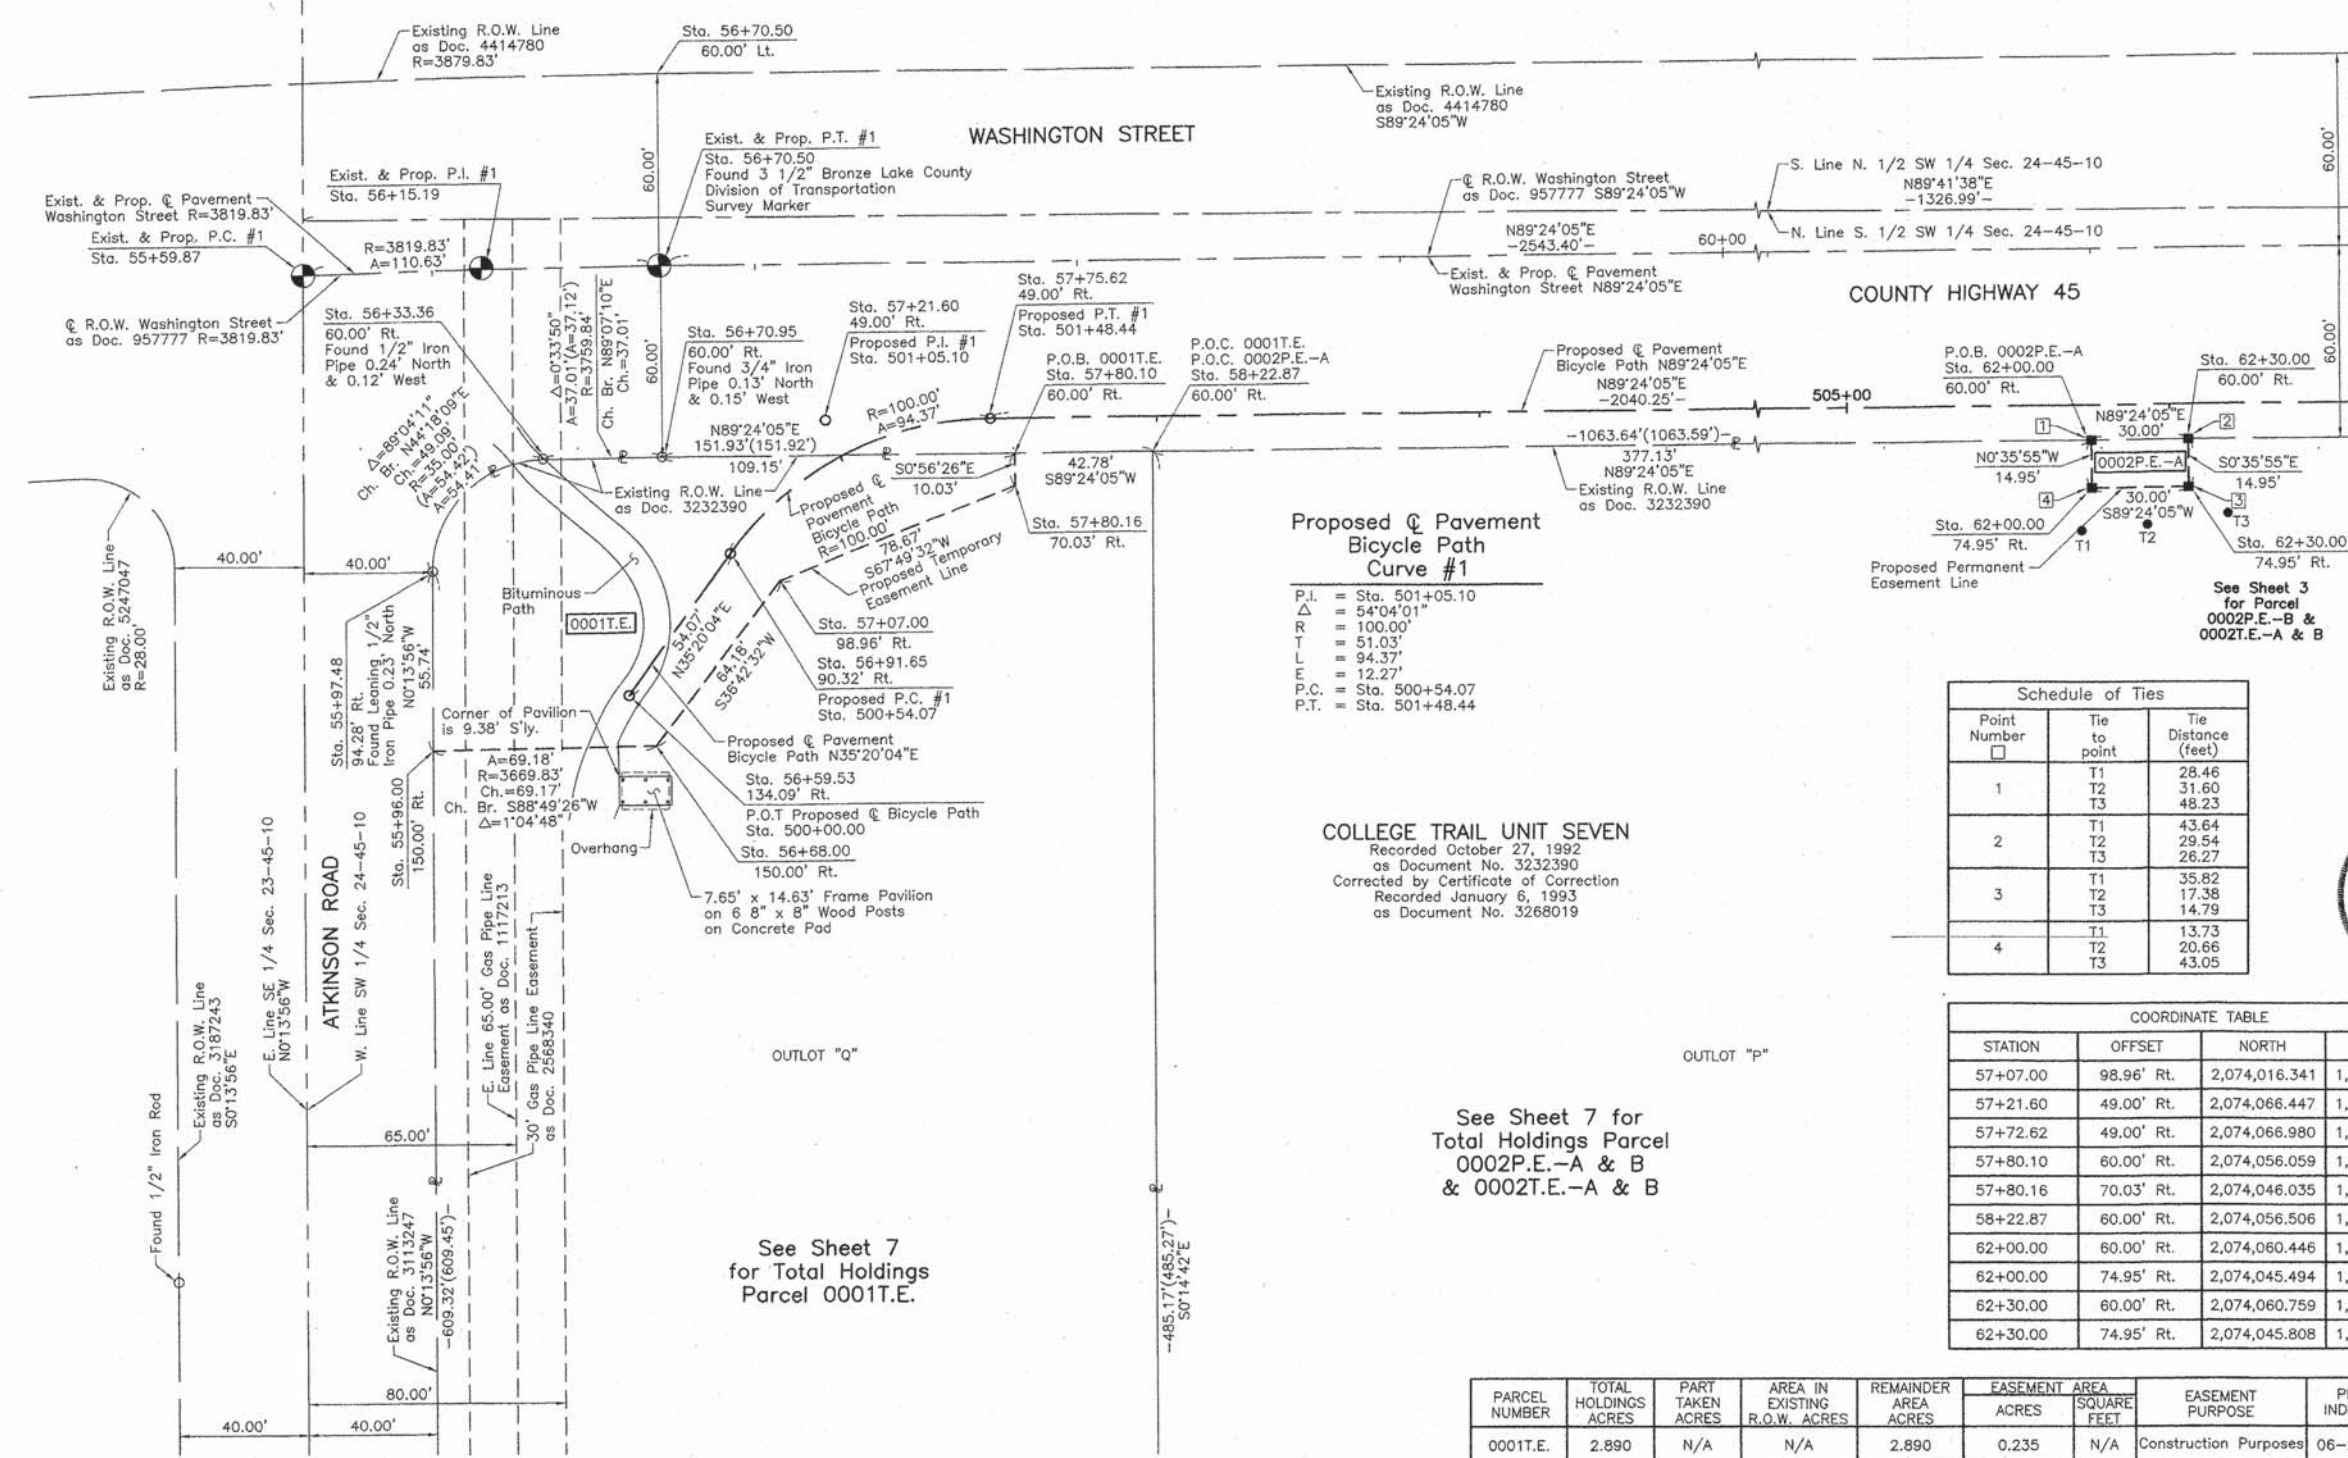 Existing R.O.W. Line
as Doc. 4414780
R=3879.83'
Sta. 56+70.50
60.00' Lt.
Existing R.O.W. Line
as Doc. 4414780
S89°24'05"W
WASHINGTON STREET
60.00'
60.00'
Exist. & Prop. P.T. #1
Sta. 56+70.50
Found 3 1/2" Bronze Lake County
Division of Transportation
Survey Marker
Exist. & Prop. P.I. #1
Sta. 56+15.19
Exist. & Prop. ℄ Pavement
Washington Street R=3819.83'
Exist. & Prop. P.C. #1
Sta. 55+59.87
R=3819.83'
A=110.63'
℄ R.O.W. Washington Street
as Doc. 957777 S89°24'05"W
S. Line N. 1/2 SW 1/4 Sec. 24-45-10
N89°41'38"E
-1326.99'-
N89°24'05"E
-2543.40'-
60+00
N. Line S. 1/2 SW 1/4 Sec. 24-45-10
Exist. & Prop. ℄ Pavement
Washington Street N89°24'05"E
COUNTY HIGHWAY 45
℄ R.O.W. Washington Street
as Doc. 957777 R=3819.83'
Sta. 56+33.36
60.00' Rt.
Found 1/2" Iron
Pipe 0.24' North
& 0.12' West
Δ=0°33'50"
A=37.01'(A=37.12')
R=3759.84'
Ch. Br. N89°07'10"E
Ch.=37.01'
60.00'
Sta. 56+70.95
60.00' Rt.
Found 3/4" Iron
Pipe 0.13' North
& 0.15' West
Sta. 57+21.60
49.00' Rt.
Proposed P.I. #1
Sta. 501+05.10
Sta. 57+75.62
49.00' Rt.
Proposed P.T. #1
Sta. 501+48.44
P.O.B. 0001T.E.
Sta. 57+80.10
60.00' Rt.
P.O.C. 0001T.E.
P.O.C. 0002P.E.-A
Sta. 58+22.87
60.00' Rt.
Proposed ℄ Pavement
Bicycle Path N89°24'05"E
N89°24'05"E
-2040.25'-
505+00
P.O.B. 0002P.E.-A
Sta. 62+00.00
60.00' Rt.
Sta. 62+30.00
60.00' Rt.
60.00'
Δ=89°04'11"
Ch. Br. N44°18'09"E
Ch.=49.09'
R=35.00'
(A=54.42')
A=54.41'
R=100.00'
A=94.37'
N89°24'05"E
151.93'(151.92')
109.15'
S0°56'26"E
10.03'
42.78'
S89°24'05"W
-1063.64'(1063.59')-
377.13'
N89°24'05"E
Existing R.O.W. Line
as Doc. 3232390
N89°24'05"E
30.00'
1
2
N0°35'55"W
14.95'
0002P.E.-A
S0°35'55"E
14.95'
4
3
30.00'
S89°24'05"W
T1
T2
T3
Sta. 62+00.00
74.95' Rt.
Sta. 62+30.00
74.95' Rt.
Proposed Permanent
Easement Line
See Sheet 3
for Parcel
0002P.E.-B &
0002T.E.-A & B
Existing R.O.W. Line
as Doc. 3232390
Proposed ℄
Pavement
Bicycle Path
R=100.00'
78.67'
S67°49'32"W
Proposed Temporary
Easement Line
Sta. 57+80.16
70.03' Rt.
Existing R.O.W. Line
as Doc. 5247047
R=28.00'
40.00'
40.00'
Bituminous
Path
0001T.E.
54.07'
N35°20'04"E
64.18'
S36°42'32"W
Sta. 57+07.00
98.96' Rt.
Sta. 56+91.65
90.32' Rt.
Proposed P.C. #1
Sta. 500+54.07
Sta. 55+97.48
94.28' Rt.
Found Leaning 1/2"
Iron Pipe 0.23' North
N0°13'56"W
55.74'
Corner of Pavilion
is 9.38' S'ly.
Proposed ℄ Pavement
Bicycle Path N35°20'04"E
A=69.18'
R=3669.83'
Ch.=69.17'
Ch. Br. S88°49'26"W
Δ=1°04'48"
Sta. 56+59.53
134.09' Rt.
P.O.T Proposed ℄ Bicycle Path
Sta. 500+00.00
Sta. 55+96.00
150.00' Rt.
Overhang
Sta. 56+68.00
150.00' Rt.
7.65' x 14.63' Frame Pavilion
on 6 8" x 8" Wood Posts
on Concrete Pad
Proposed ℄ Pavement
Bicycle Path
Curve #1
P.I. = Sta. 501+05.10
Δ = 54°04'01"
R = 100.00'
T = 51.03'
L = 94.37'
E = 12.27'
P.C. = Sta. 500+54.07
P.T. = Sta. 501+48.44
COLLEGE TRAIL UNIT SEVEN
Recorded October 27, 1992
as Document No. 3232390
Corrected by Certificate of Correction
Recorded January 6, 1993
as Document No. 3268019
Schedule of Ties
Point Number □ Tie to point Tie Distance (feet)
1 T1 28.46
T2 31.60
T3 48.23
2 T1 43.64
T2 29.54
T3 26.27
3 T1 35.82
T2 17.38
T3 14.79
4 T1 13.73
T2 20.66
T3 43.05
E. Line SE 1/4 Sec. 23-45-10
N0°13'56"W
ATKINSON ROAD
W. Line SW 1/4 Sec. 24-45-10
E. Line 65.00' Gas Pipe Line
Easement as Doc. 1117213
30' Gas Pipe Line Easement
as Doc. 2568340
Existing R.O.W. Line
as Doc. 3187243
S0°13'56"E
Found 1/2" Iron Rod
65.00'
Existing R.O.W. Line
as Doc. 3113247
N0°13'56"W
-609.32'(609.45')-
80.00'
40.00'
40.00'
OUTLOT "Q"
OUTLOT "P"
See Sheet 7
for Total Holdings
Parcel 0001T.E.
-485.17'(485.27')-
S0°14'42"E
See Sheet 7 for
Total Holdings Parcel
0002P.E.-A & B
& 0002T.E.-A & B
COORDINATE TABLE
STATION OFFSET NORTH
57+07.00 98.96' Rt. 2,074,016.341 1,
57+21.60 49.00' Rt. 2,074,066.447 1,
57+72.62 49.00' Rt. 2,074,066.980 1,
57+80.10 60.00' Rt. 2,074,056.059 1,
57+80.16 70.03' Rt. 2,074,046.035 1,
58+22.87 60.00' Rt. 2,074,056.506 1,
62+00.00 60.00' Rt. 2,074,060.446 1,
62+00.00 74.95' Rt. 2,074,045.494 1,
62+30.00 60.00' Rt. 2,074,060.759 1,
62+30.00 74.95' Rt. 2,074,045.808 1,
PARCEL NUMBER TOTAL HOLDINGS ACRES PART TAKEN ACRES AREA IN EXISTING R.O.W. ACRES REMAINDER AREA ACRES EASEMENT AREA ACRES SQUARE FEET EASEMENT PURPOSE
0001T.E. 2.890 N/A N/A 2.890 0.235 N/A Construction Purposes 06-